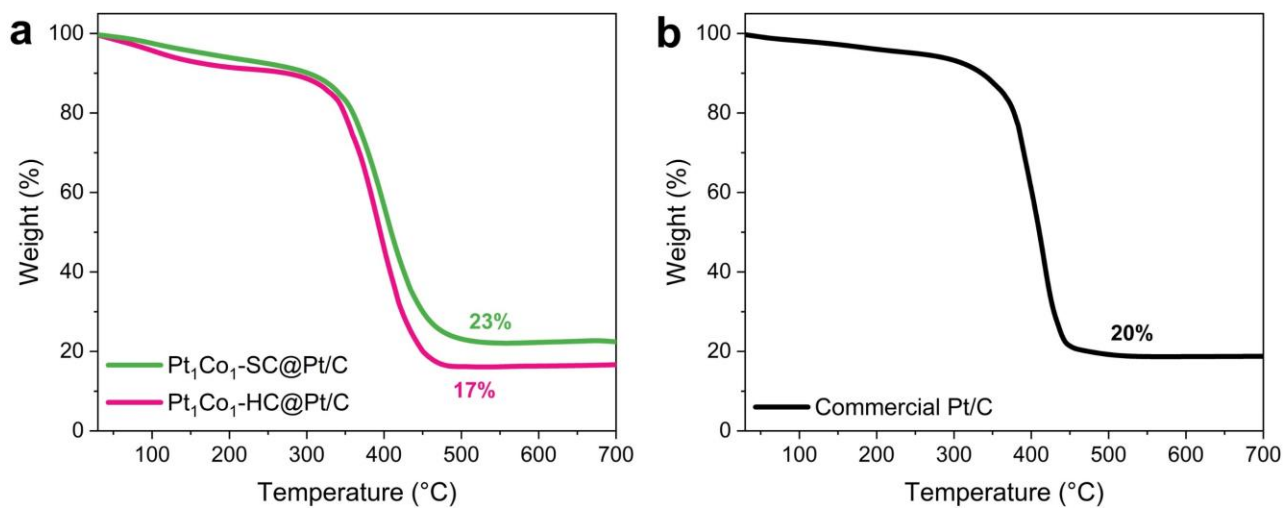 a
100
80
60
40
20
0
Weight (%)
23%
17%
Pt₁Co₁-SC@Pt/C
Pt₁Co₁-HC@Pt/C
100 200 300 400 500 600 700
Temperature (°C)
b
100
80
60
40
20
0
Weight (%)
20%
Commercial Pt/C
100 200 300 400 500 600 700
Temperature (°C)